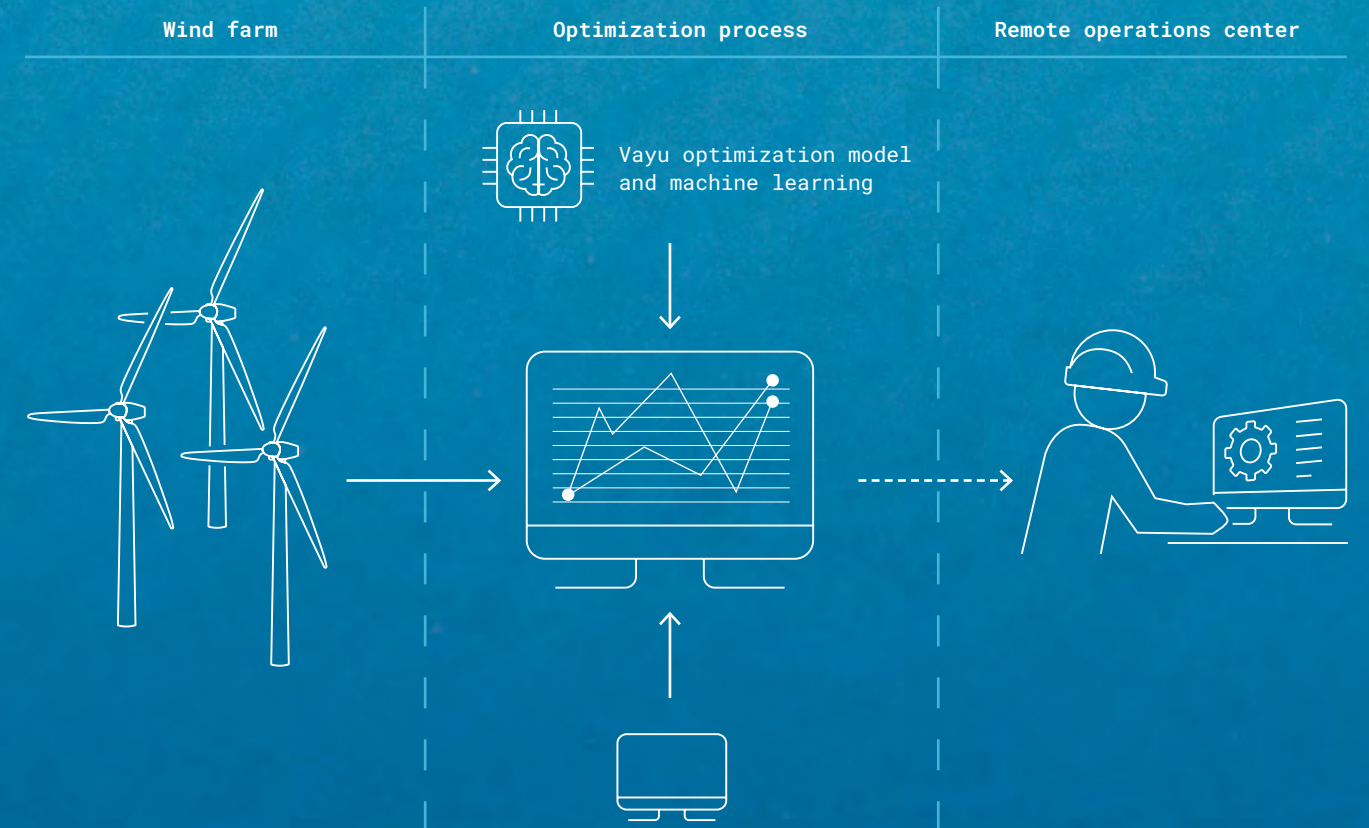 Wind farm
Optimization process
Remote operations center
Vayu optimization model
and machine learning